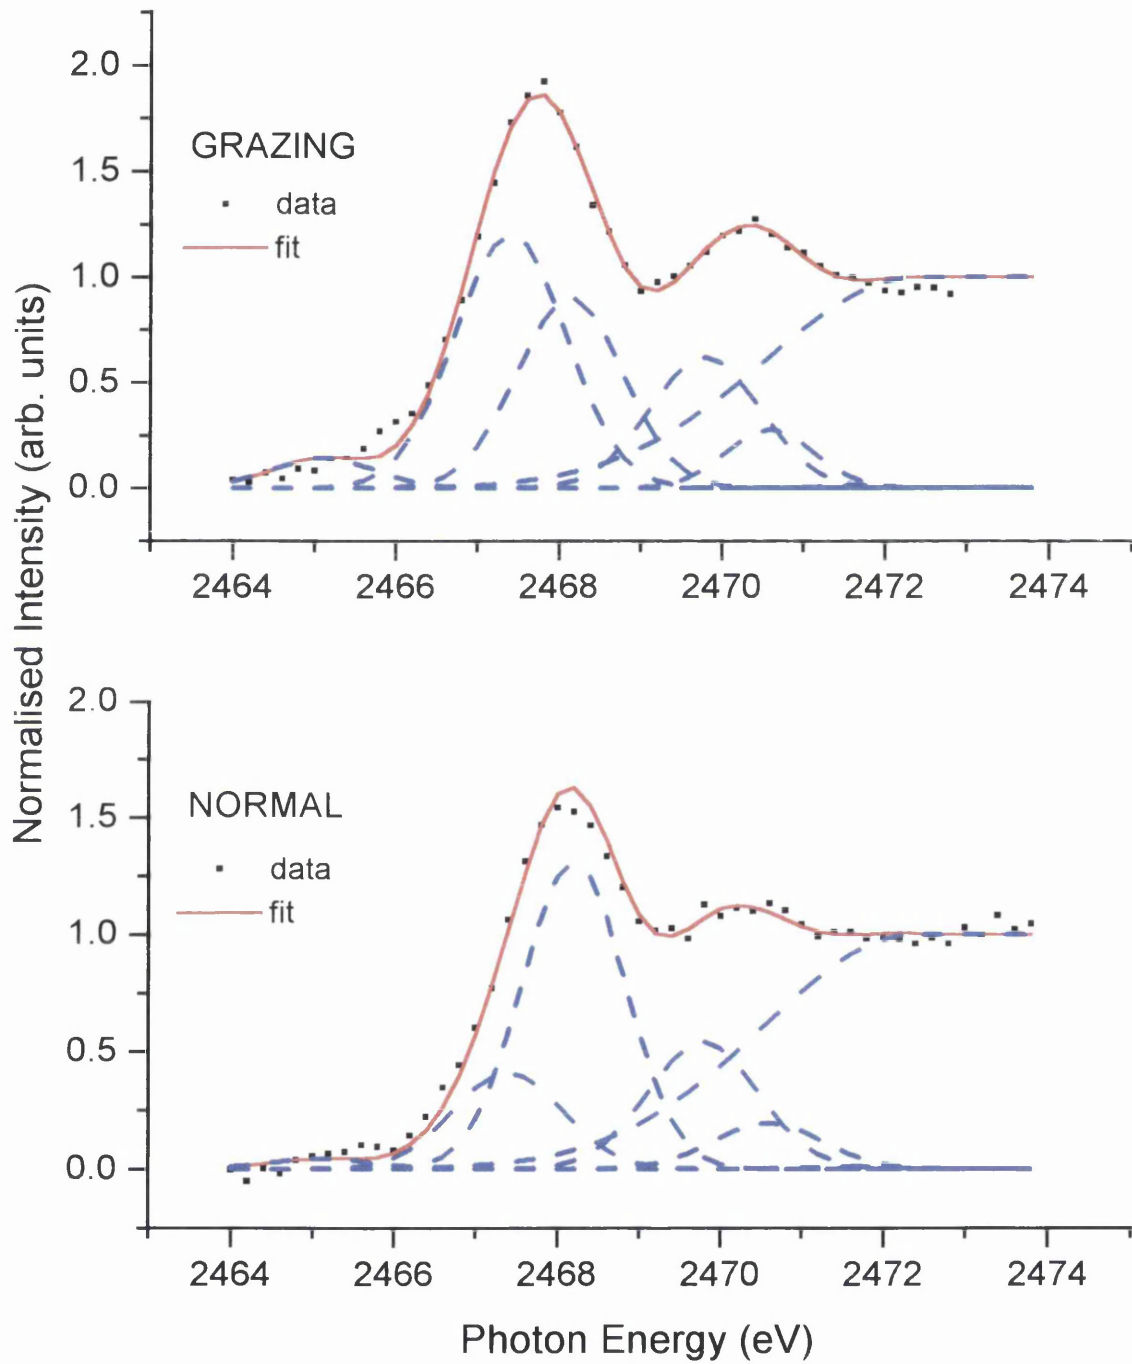 Normalised Intensity (arb. units)
2.0
1.5
1.0
0.5
0.0
GRAZING
data
fit
2464 2466 2468 2470 2472 2474
2.0
1.5
1.0
0.5
0.0
NORMAL
data
fit
2464 2466 2468 2470 2472 2474
Photon Energy (eV)